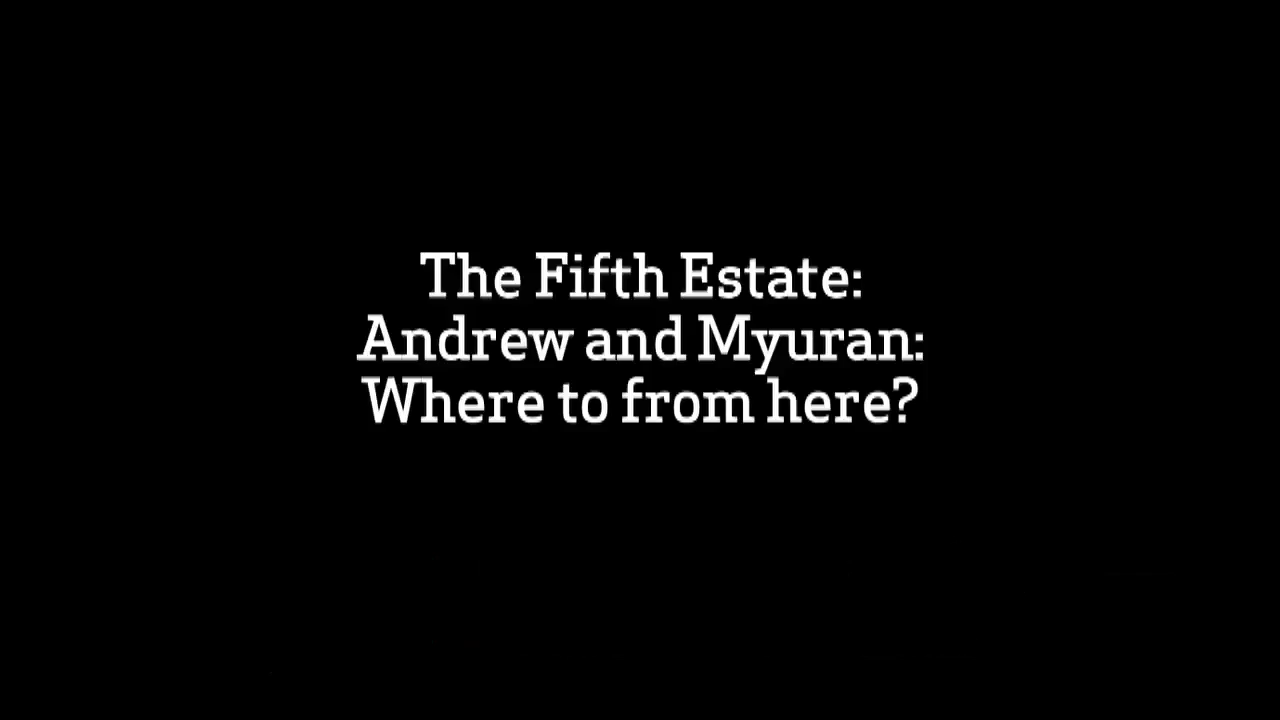 The Fifth Estate:
Andrew and Myuran:
Where to from here?